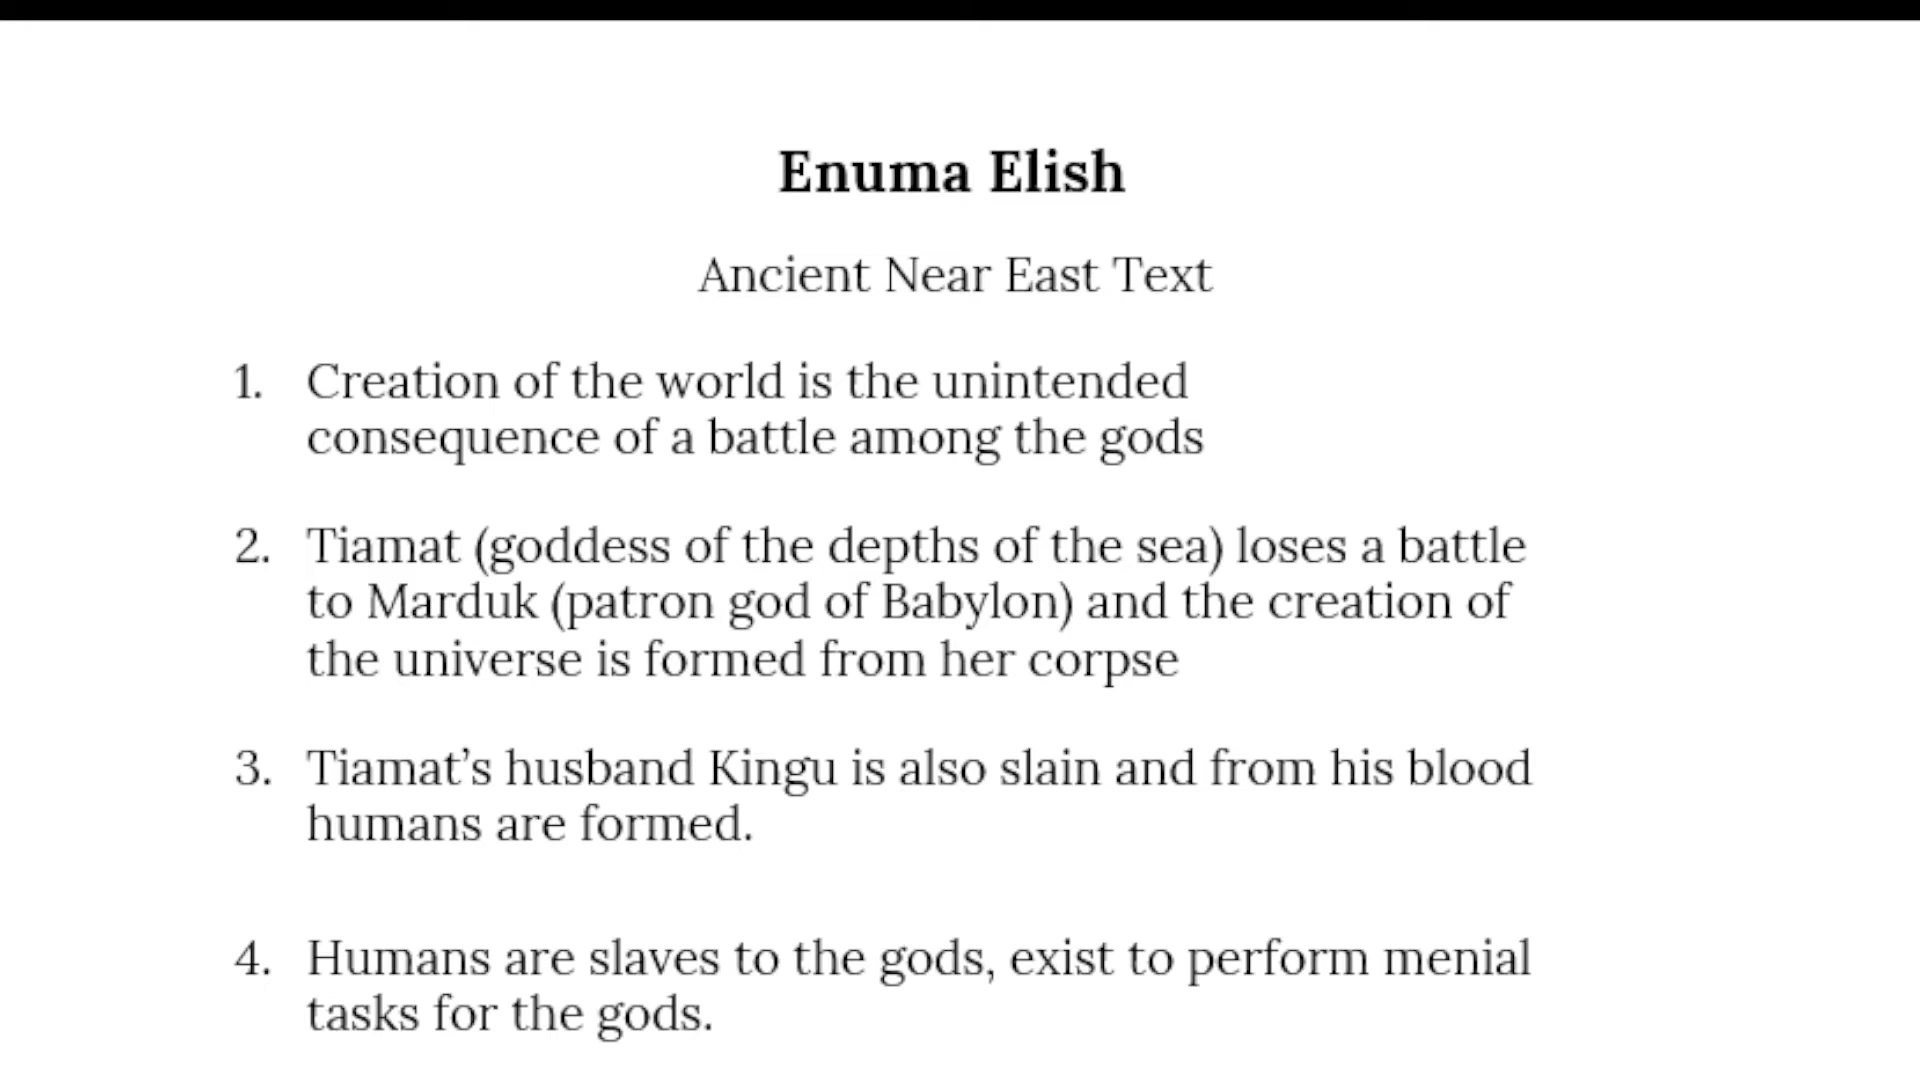 Enuma Elish
Ancient Near East Text
1. Creation of the world is the unintended
consequence of a battle among the gods
2. Tiamat (goddess of the depths of the sea) loses a battle
to Marduk (patron god of Babylon) and the creation of
the universe is formed from her corpse
3. Tiamat’s husband Kingu is also slain and from his blood
humans are formed.
4. Humans are slaves to the gods, exist to perform menial
tasks for the gods.